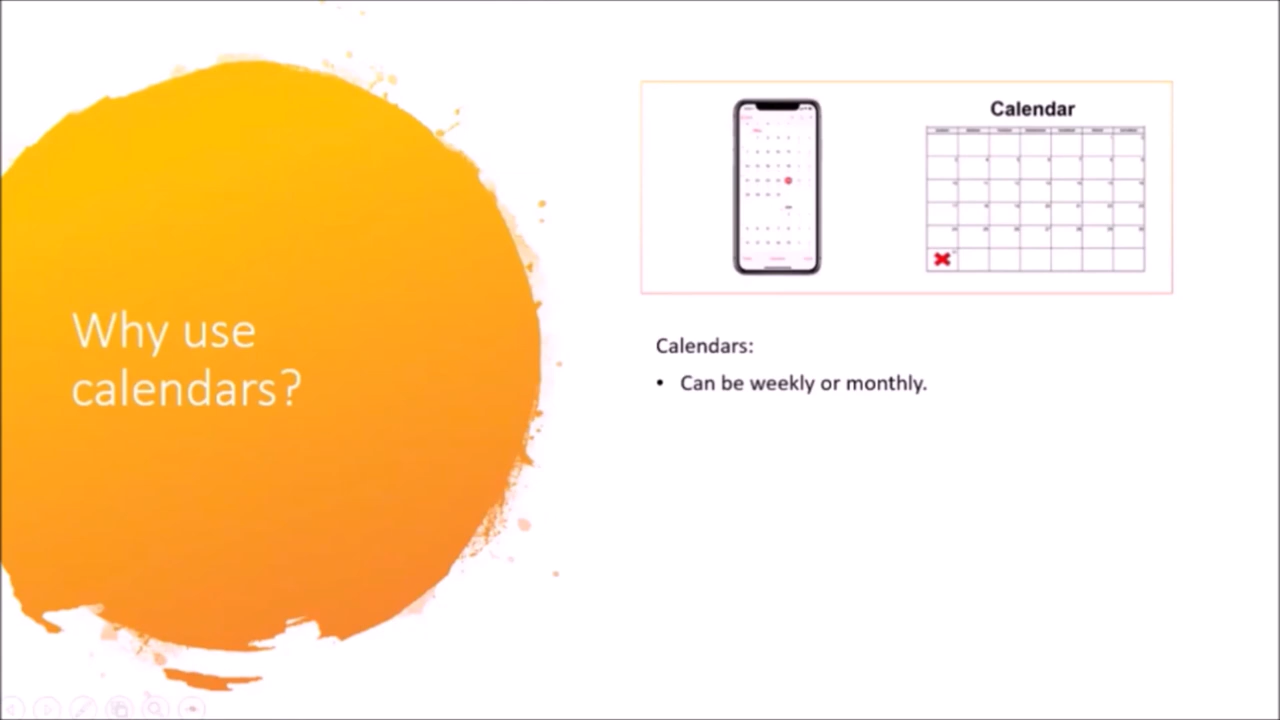 Why use
calendars?
Calendar
Calendars:
• Can be weekly or monthly.